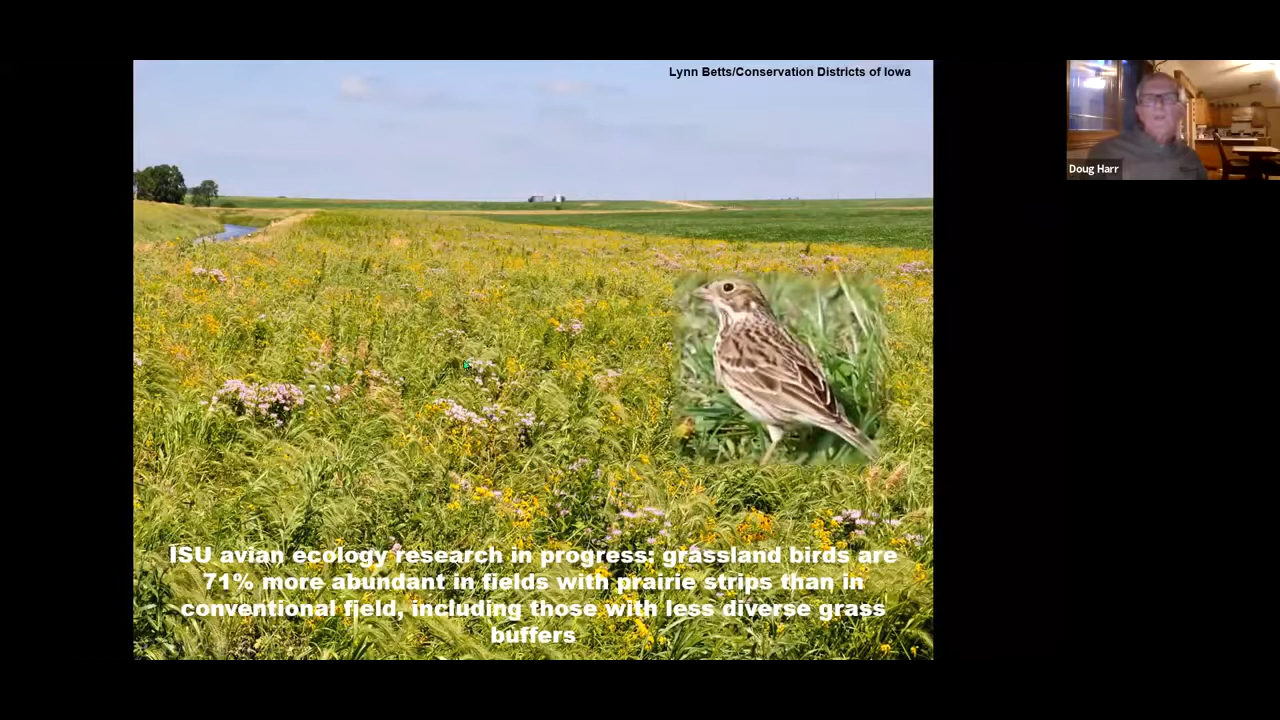 Lynn Betts/Conservation Districts of Iowa
Doug Harr
ISU avian ecology research in progress: grassland birds are
71% more abundant in fields with prairie strips than in
conventional field, including those with less diverse grass
buffers